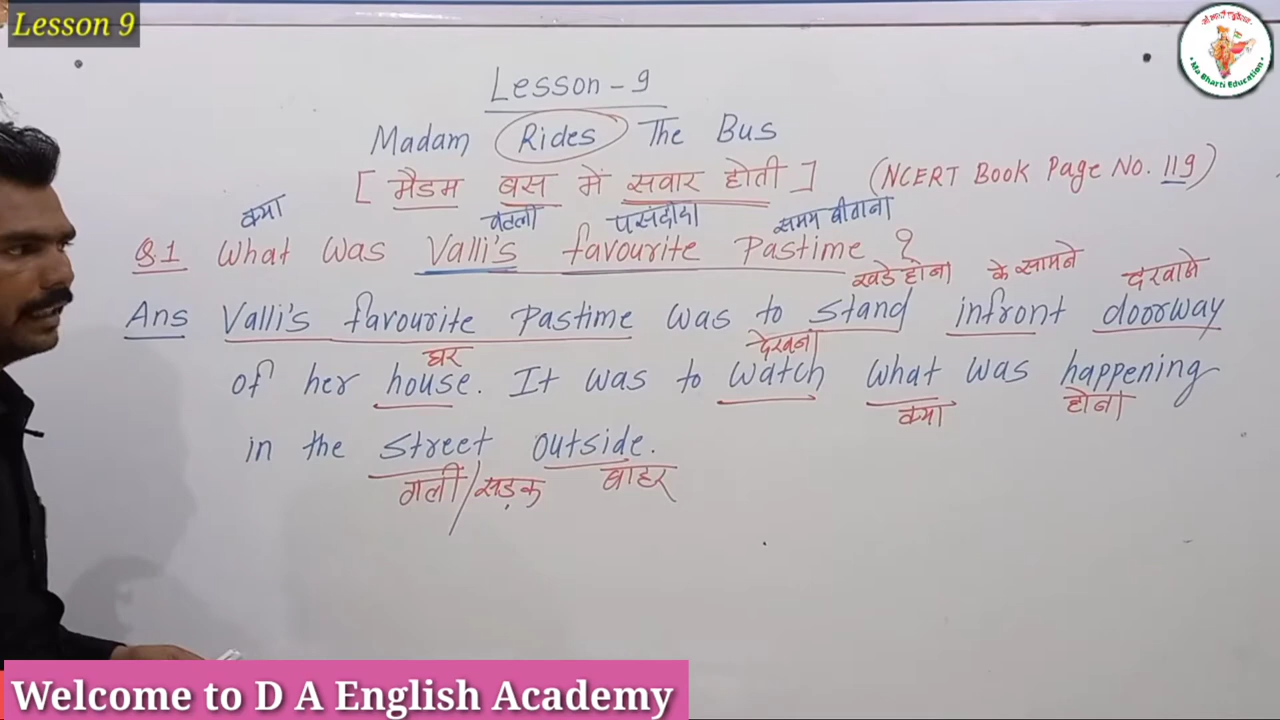 Lesson 9
Lesson - 9
Madam Rides The Bus
[ मैडम बस में सवार होती ] (NCERT Book Page No. 119)
क्या पसंदीदा समय बीताना
Q.1 What was Valli's favourite Pastime ?
खडे होना के सामने दरवाजे
Ans Valli's favourite Pastime was to stand infront doorway
घर देखना
of her house. It was to watch what was happening
क्या होना
in the street outside.
गली/सड़क बाहर
Ma Bharti Education
Welcome to D A English Academy